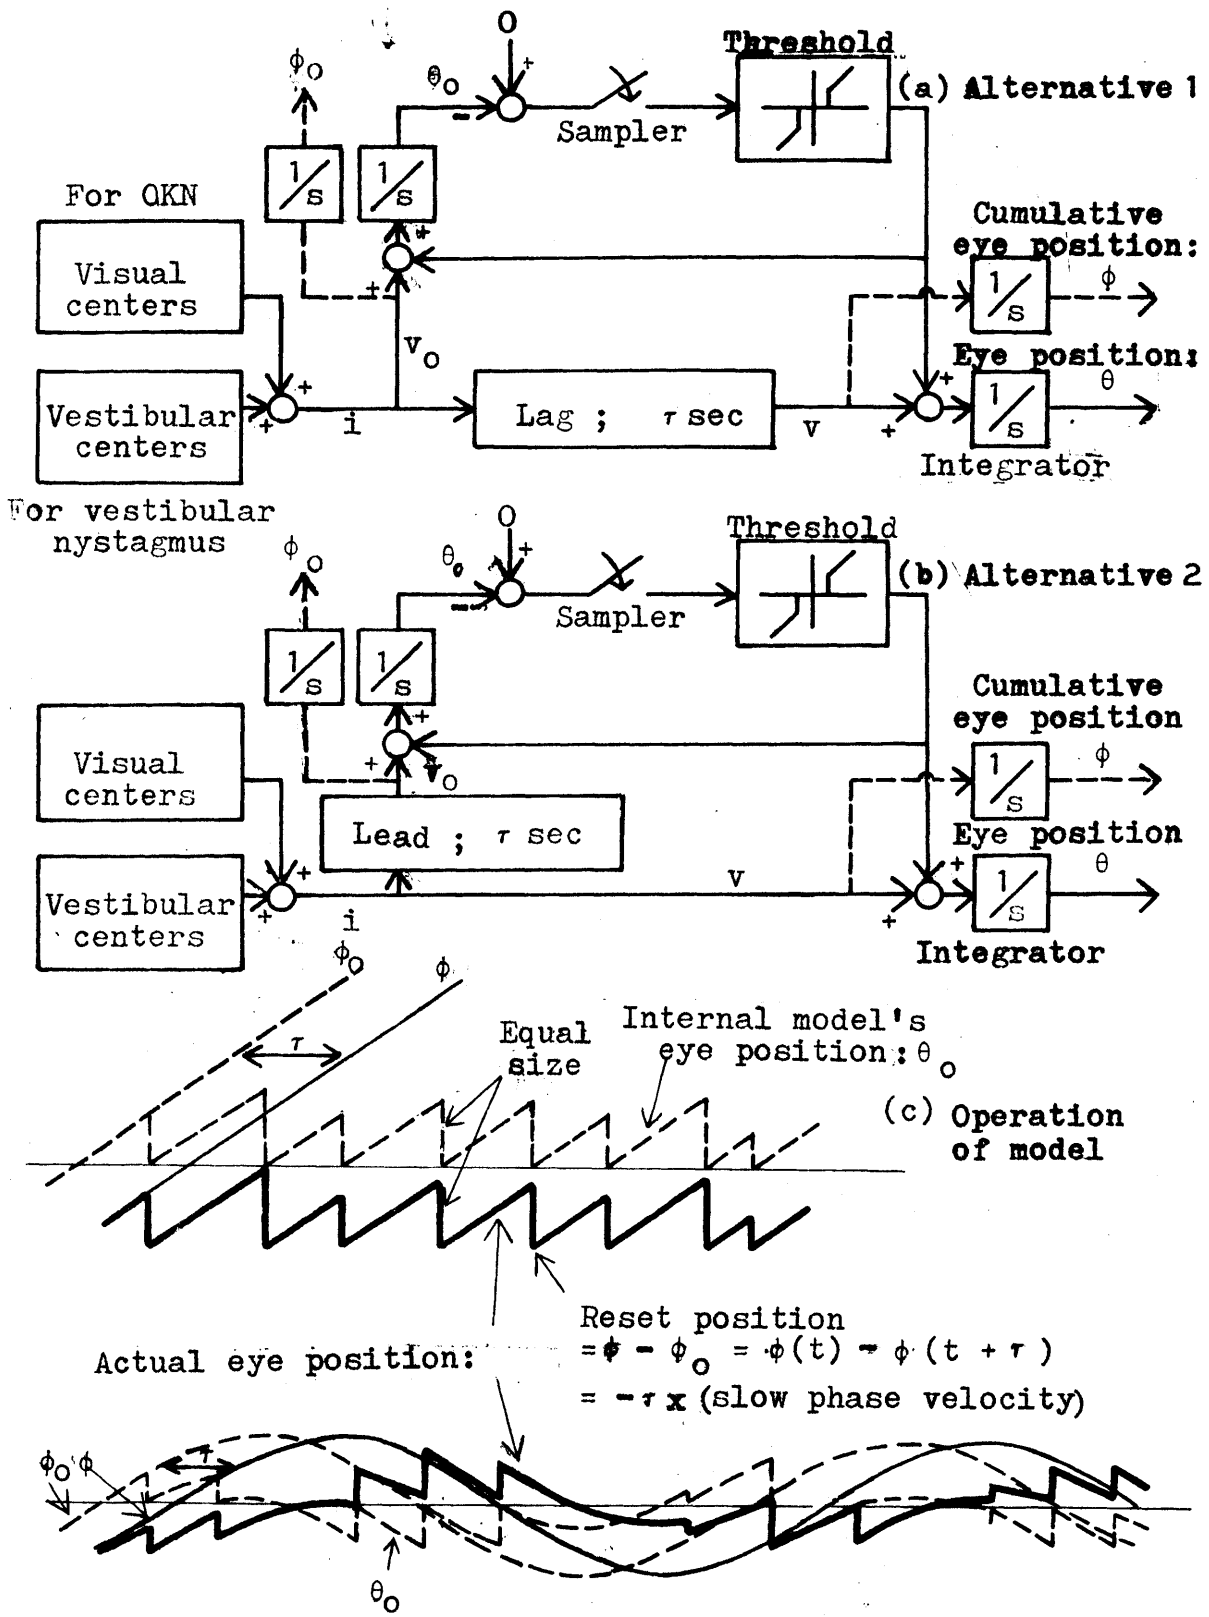 O
Threshold
ϕO
θO
+
(a) Alternative 1
−
Sampler
1/s
1/s
For OKN
+
Cumulative
eye position:
Visual
centers
1/s
ϕ
+
vO
Eye position:
Vestibular
centers
+
+
i
Lag ; τ sec
v
+
+
1/s
θ
Integrator
For vestibular
nystagmus
O
Threshold
ϕO
θo
+
(b) Alternative 2
−
Sampler
1/s
1/s
+
Cumulative
eye position
Visual
centers
+
vO
1/s
ϕ
Lead ; τ sec
Eye position
Vestibular
centers
+
+
i
v
+
+
1/s
θ
Integrator
ϕO
ϕ
τ
Equal
size
Internal model's
eye position: θO
(c) Operation
of model
Reset position
= ϕ - ϕO = ϕ(t) - ϕ(t + τ)
= -τ x (slow phase velocity)
Actual eye position:
ϕO ϕ
τ
θO